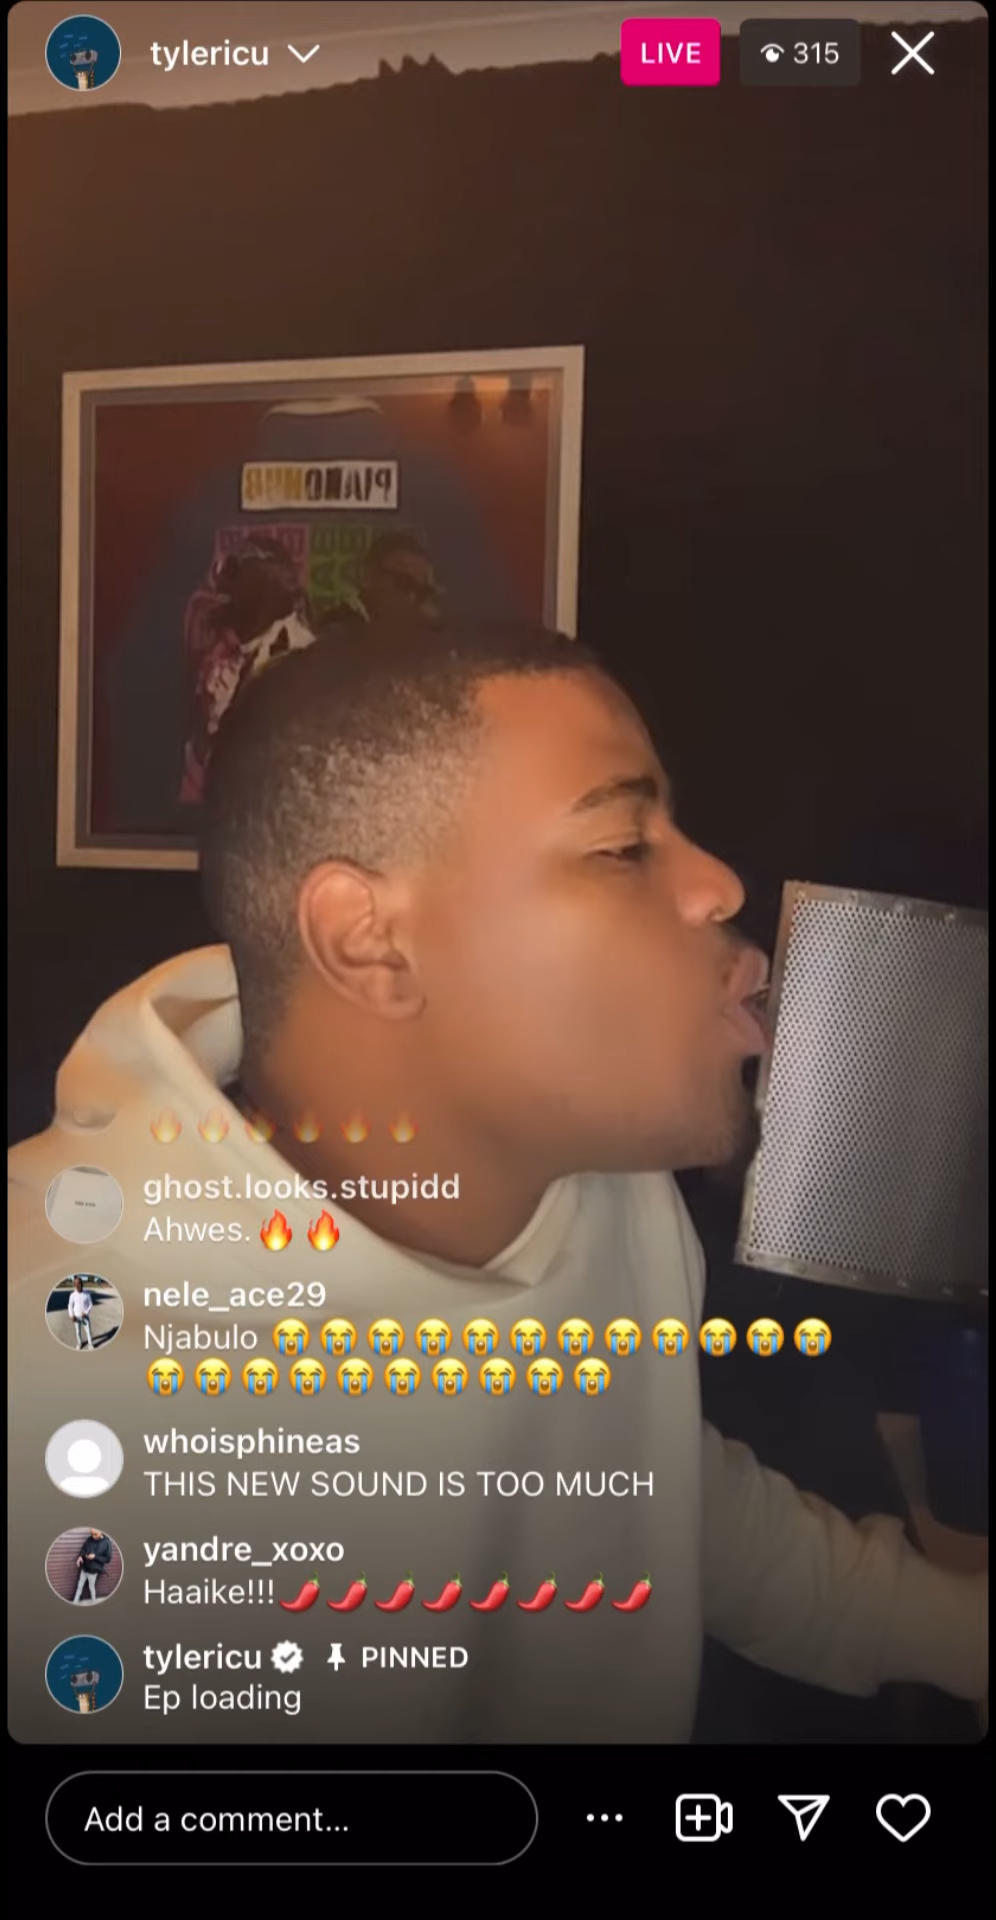 tylericu
LIVE
315
ghost.looks.stupidd
Ahwes.🔥🔥
nele_ace29
Njabulo 😭😭😭😭😭😭😭😭😭😭😭😭
😭😭😭😭😭😭😭😭😭😭
whoisphineas
THIS NEW SOUND IS TOO MUCH
yandre_xoxo
Haaike!!!🌶️🌶️🌶️🌶️🌶️🌶️🌶️🌶️
tylericu PINNED
Ep loading
Add a comment...